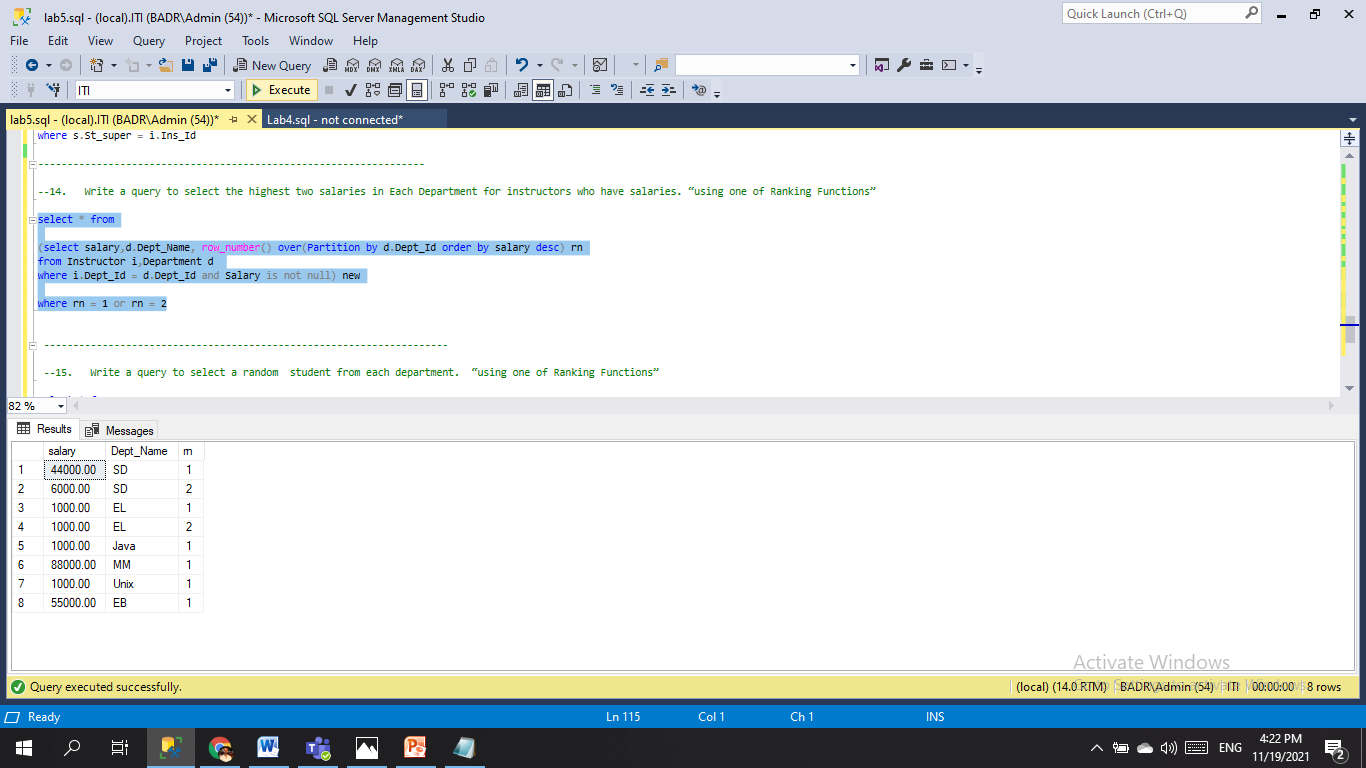 lab5.sql - (local).ITI (BADR\Admin (54))* - Microsoft SQL Server Management Studio
Quick Launch (Ctrl+Q)
File Edit View Query Project Tools Window Help
New Query MDX DMX XMLA DAX
ITI Execute
lab5.sql - (local).ITI (BADR\Admin (54))* Lab4.sql - not connected*
where s.St_super = i.Ins_Id
------------------------------------------------------------------
--14. Write a query to select the highest two salaries in Each Department for instructors who have salaries. “using one of Ranking Functions”
select * from
(select salary,d.Dept_Name, row_number() over(Partition by d.Dept_Id order by salary desc) rn
from Instructor i,Department d
where i.Dept_Id = d.Dept_Id and Salary is not null) new
where rn = 1 or rn = 2
---------------------------------------------------------------------
--15. Write a query to select a random student from each department. “using one of Ranking Functions”
82 %
Results Messages
salary Dept_Name rn
1 44000.00 SD 1
2 6000.00 SD 2
3 1000.00 EL 1
4 1000.00 EL 2
5 1000.00 Java 1
6 88000.00 MM 1
7 1000.00 Unix 1
8 55000.00 EB 1
Activate Windows
Go to Settings to activate Windows.
Query executed successfully. (local) (14.0 RTM) BADR\Admin (54) ITI 00:00:00 8 rows
Ready Ln 115 Col 1 Ch 1 INS
ENG 4:22 PM
11/19/2021
2